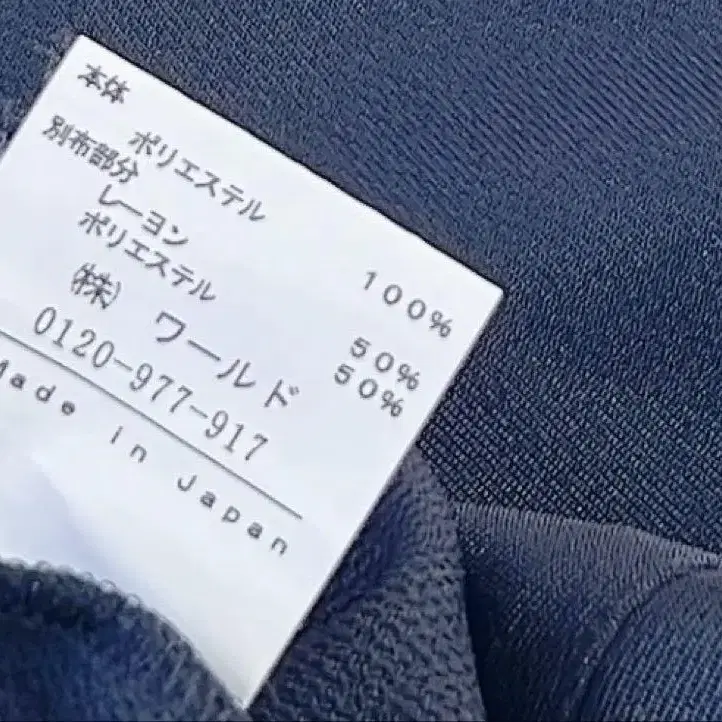 本体
ポリエステル 100%
別布部分
レーヨン 50%
ポリエステル 50%
㈱ ワールド
0120-977-917
Made in Japan